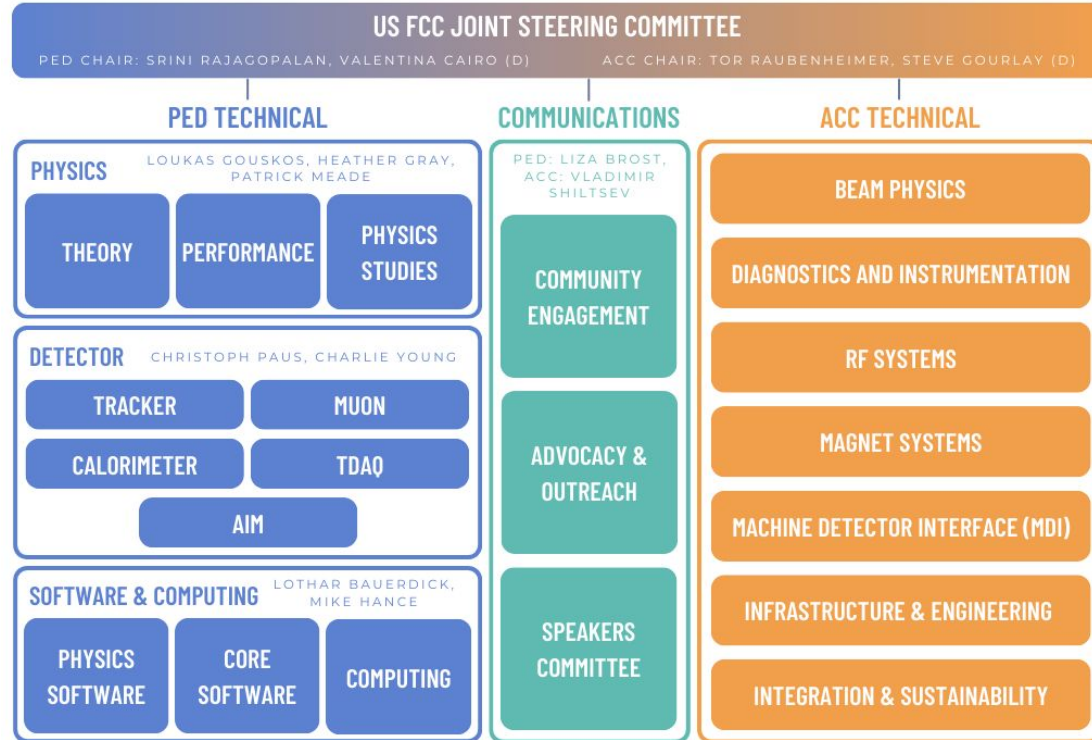 US FCC JOINT STEERING COMMITTEE
PED CHAIR: SRINI RAJAGOPALAN, VALENTINA CAIRO (D)
ACC CHAIR: TOR RAUBENHEIMER, STEVE GOURLAY (D)
PED TECHNICAL
PHYSICS
LOUKAS GOUSKOS, HEATHER GRAY,
PATRICK MEADE
THEORY
PERFORMANCE
PHYSICS
STUDIES
DETECTOR
CHRISTOPH PAUS, CHARLIE YOUNG
TRACKER
MUON
CALORIMETER
TDAQ
AIM
SOFTWARE & COMPUTING
LOTHAR BAUERDICK,
MIKE HANCE
PHYSICS
SOFTWARE
CORE
SOFTWARE
COMPUTING
COMMUNICATIONS
PED: LIZA BROST,
ACC: VLADIMIR
SHILTSEV
COMMUNITY
ENGAGEMENT
ADVOCACY &
OUTREACH
SPEAKERS
COMMITTEE
ACC TECHNICAL
BEAM PHYSICS
DIAGNOSTICS AND INSTRUMENTATION
RF SYSTEMS
MAGNET SYSTEMS
MACHINE DETECTOR INTERFACE (MDI)
INFRASTRUCTURE & ENGINEERING
INTEGRATION & SUSTAINABILITY